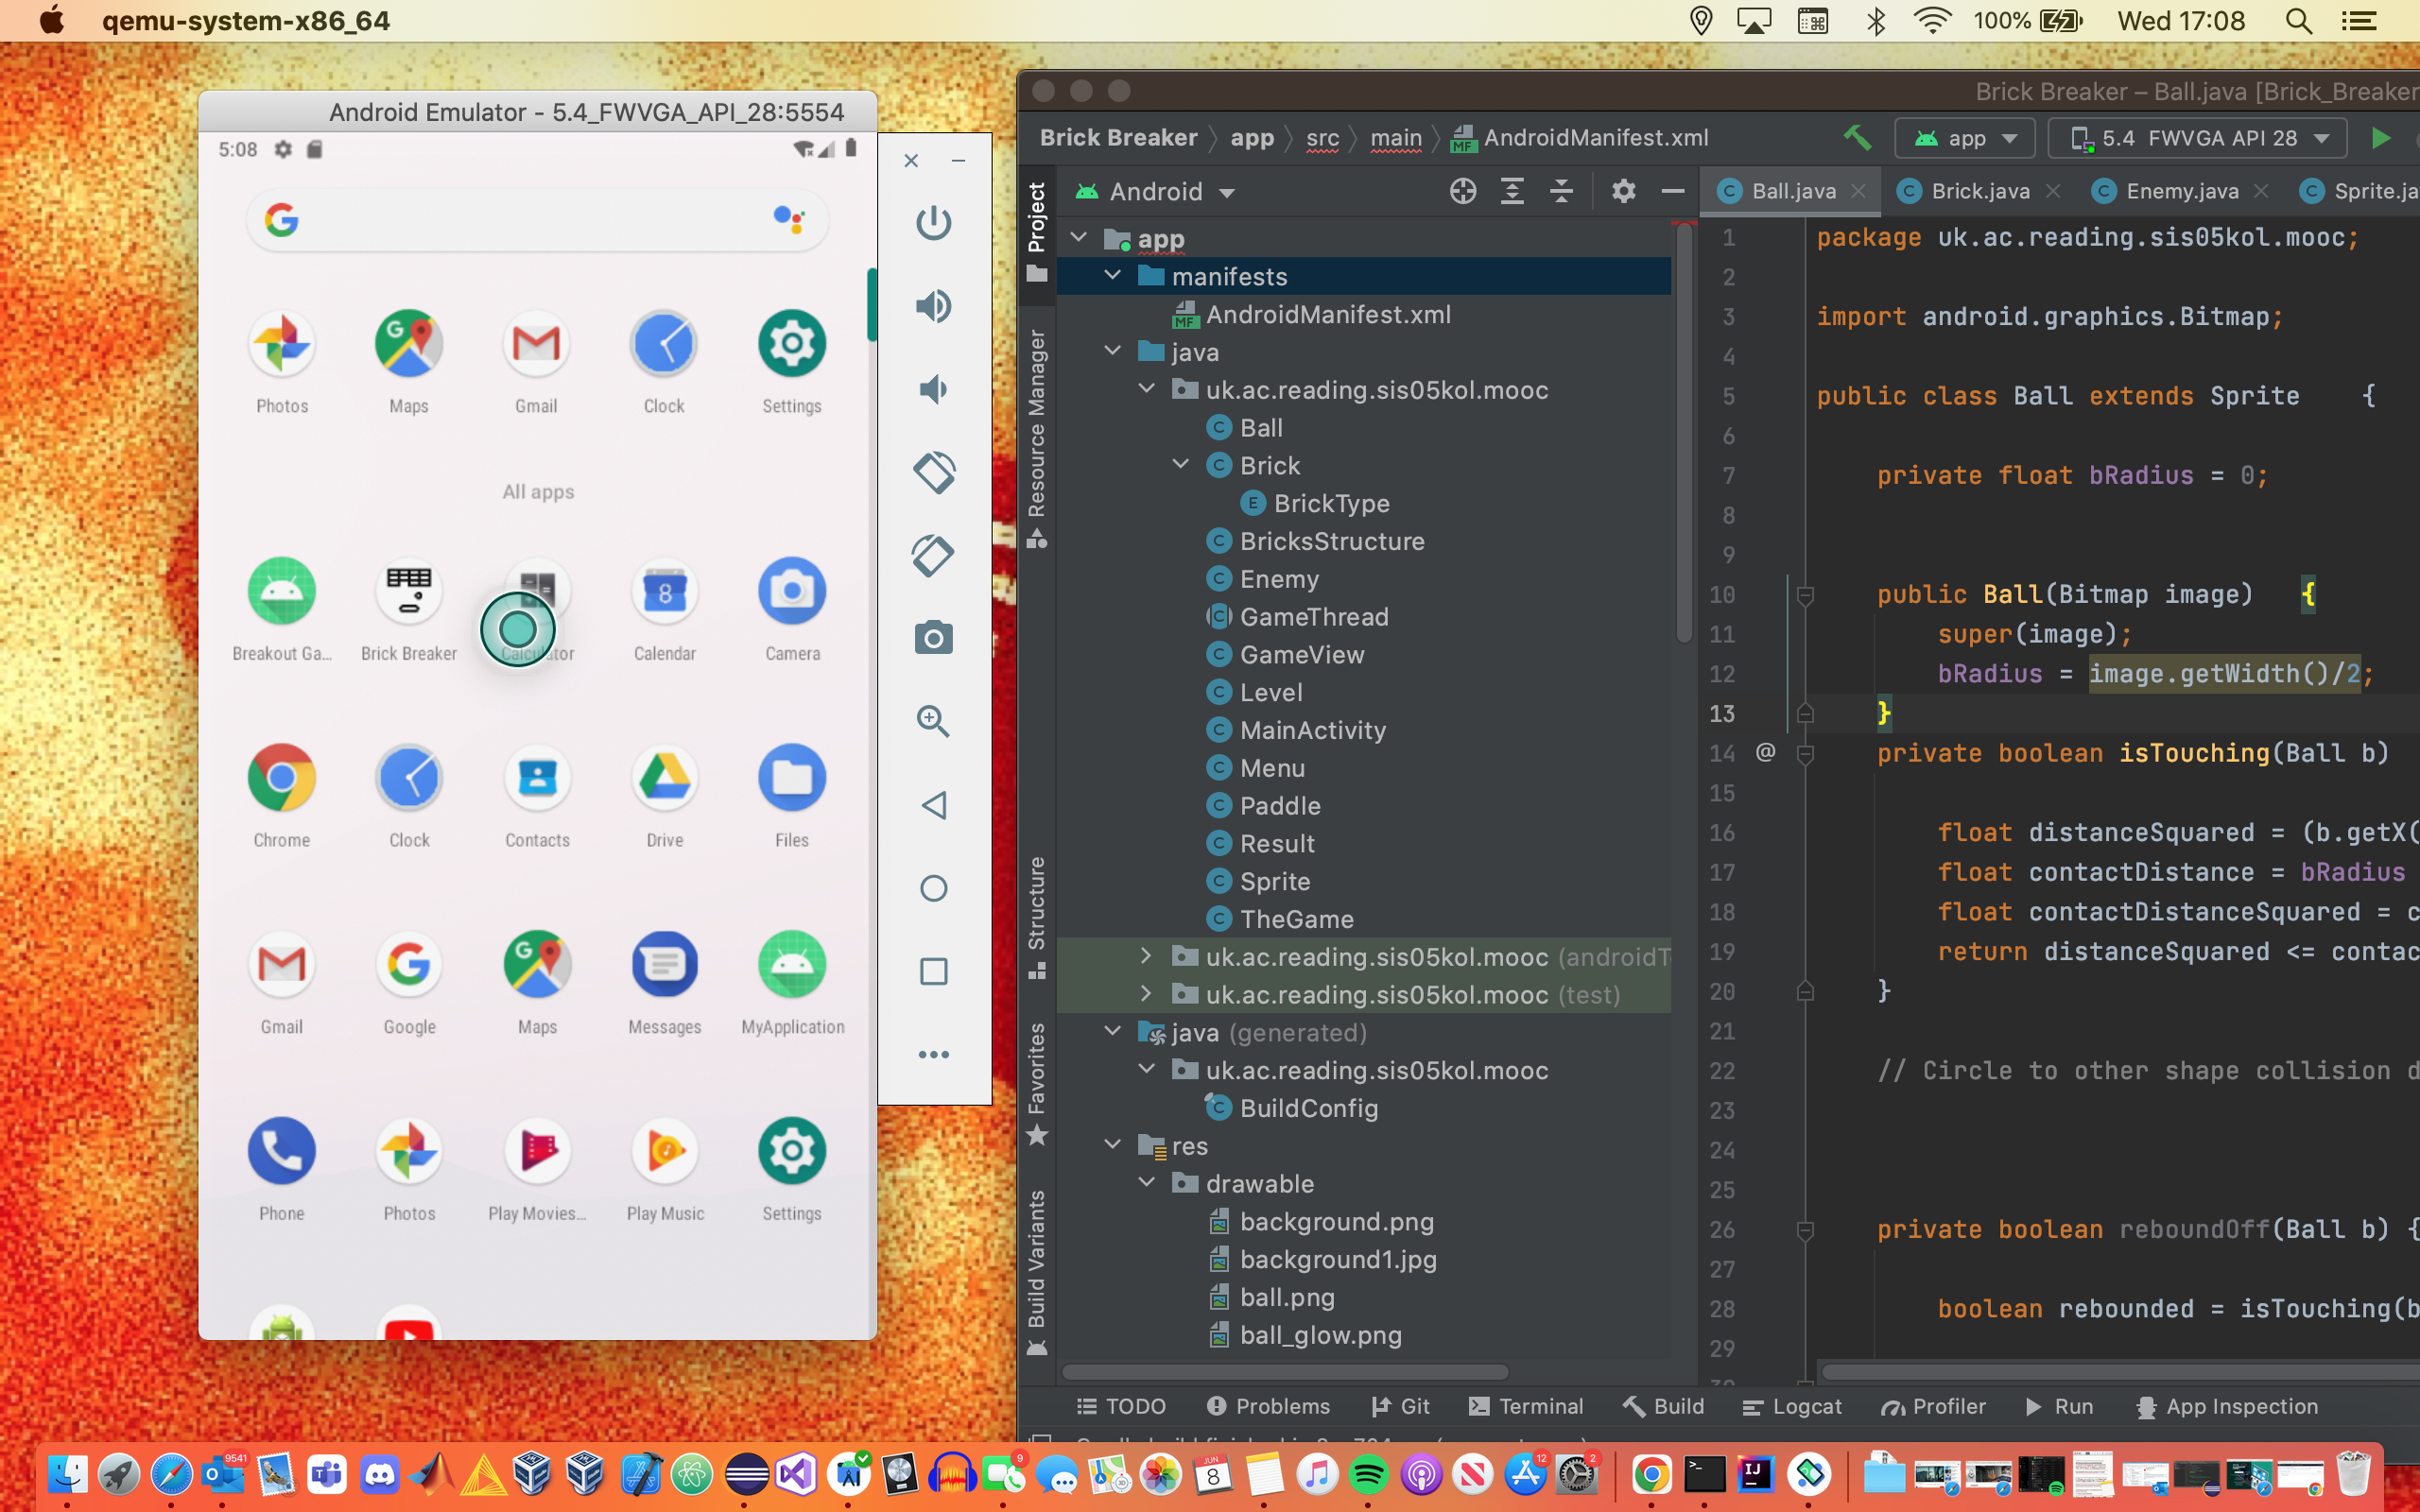 qemu-system-x86_64
100%
Wed 17:08
Android Emulator - 5.4_FWVGA_API_28:5554
5:08
Photos
Maps
Gmail
Clock
Settings
All apps
Breakout Ga...
Brick Breaker
Calculator
Calendar
Camera
8
Chrome
Clock
Contacts
Drive
Files
Gmail
Google
Maps
Messages
MyApplication
Phone
Photos
Play Movies...
Play Music
Settings
Brick Breaker – Ball.java [Brick_Breaker
Brick Breaker
app
src
main
AndroidManifest.xml
app
5.4 FWVGA API 28
Project
Resource Manager
Structure
Favorites
Build Variants
Android
app
manifests
AndroidManifest.xml
java
uk.ac.reading.sis05kol.mooc
Ball
Brick
BrickType
BricksStructure
Enemy
GameThread
GameView
Level
MainActivity
Menu
Paddle
Result
Sprite
TheGame
uk.ac.reading.sis05kol.mooc (androidT
uk.ac.reading.sis05kol.mooc (test)
java (generated)
uk.ac.reading.sis05kol.mooc
BuildConfig
res
drawable
background.png
background1.jpg
ball.png
ball_glow.png
Ball.java
Brick.java
Enemy.java
Sprite.ja
1 package uk.ac.reading.sis05kol.mooc;
2
3 import android.graphics.Bitmap;
4
5 public class Ball extends Sprite {
6
7 private float bRadius = 0;
8
9
10 public Ball(Bitmap image) {
11 super(image);
12 bRadius = image.getWidth()/2;
13 }
14 @ private boolean isTouching(Ball b)
15
16 float distanceSquared = (b.getX(
17 float contactDistance = bRadius
18 float contactDistanceSquared = c
19 return distanceSquared <= contac
20 }
21
22 // Circle to other shape collision d
23
24
25
26 private boolean reboundOff(Ball b) {
27
28 boolean rebounded = isTouching(b
29
TODO
Problems
Git
Terminal
Build
Logcat
Profiler
Run
App Inspection
9541
9
JUN
8
12
2
IJ